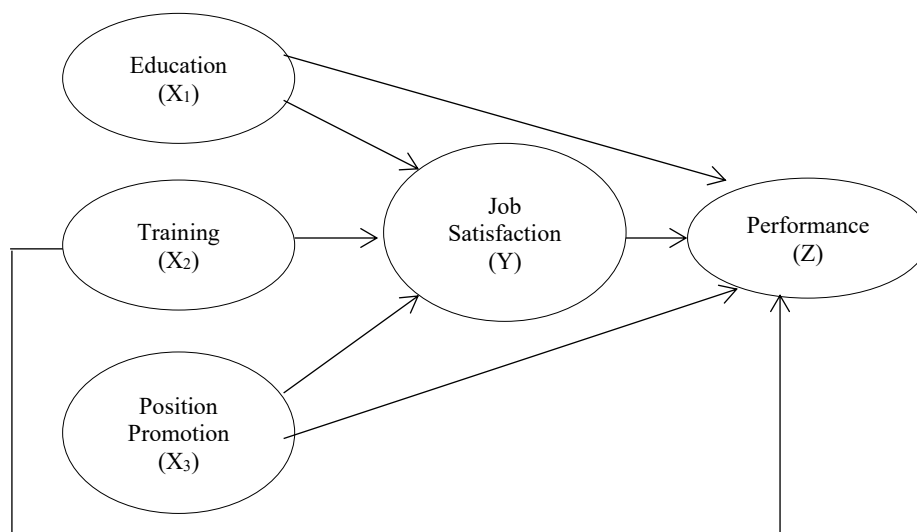 Education
(X₁)
Training
(X₂)
Position
Promotion
(X₃)
Job
Satisfaction
(Y)
Performance
(Z)